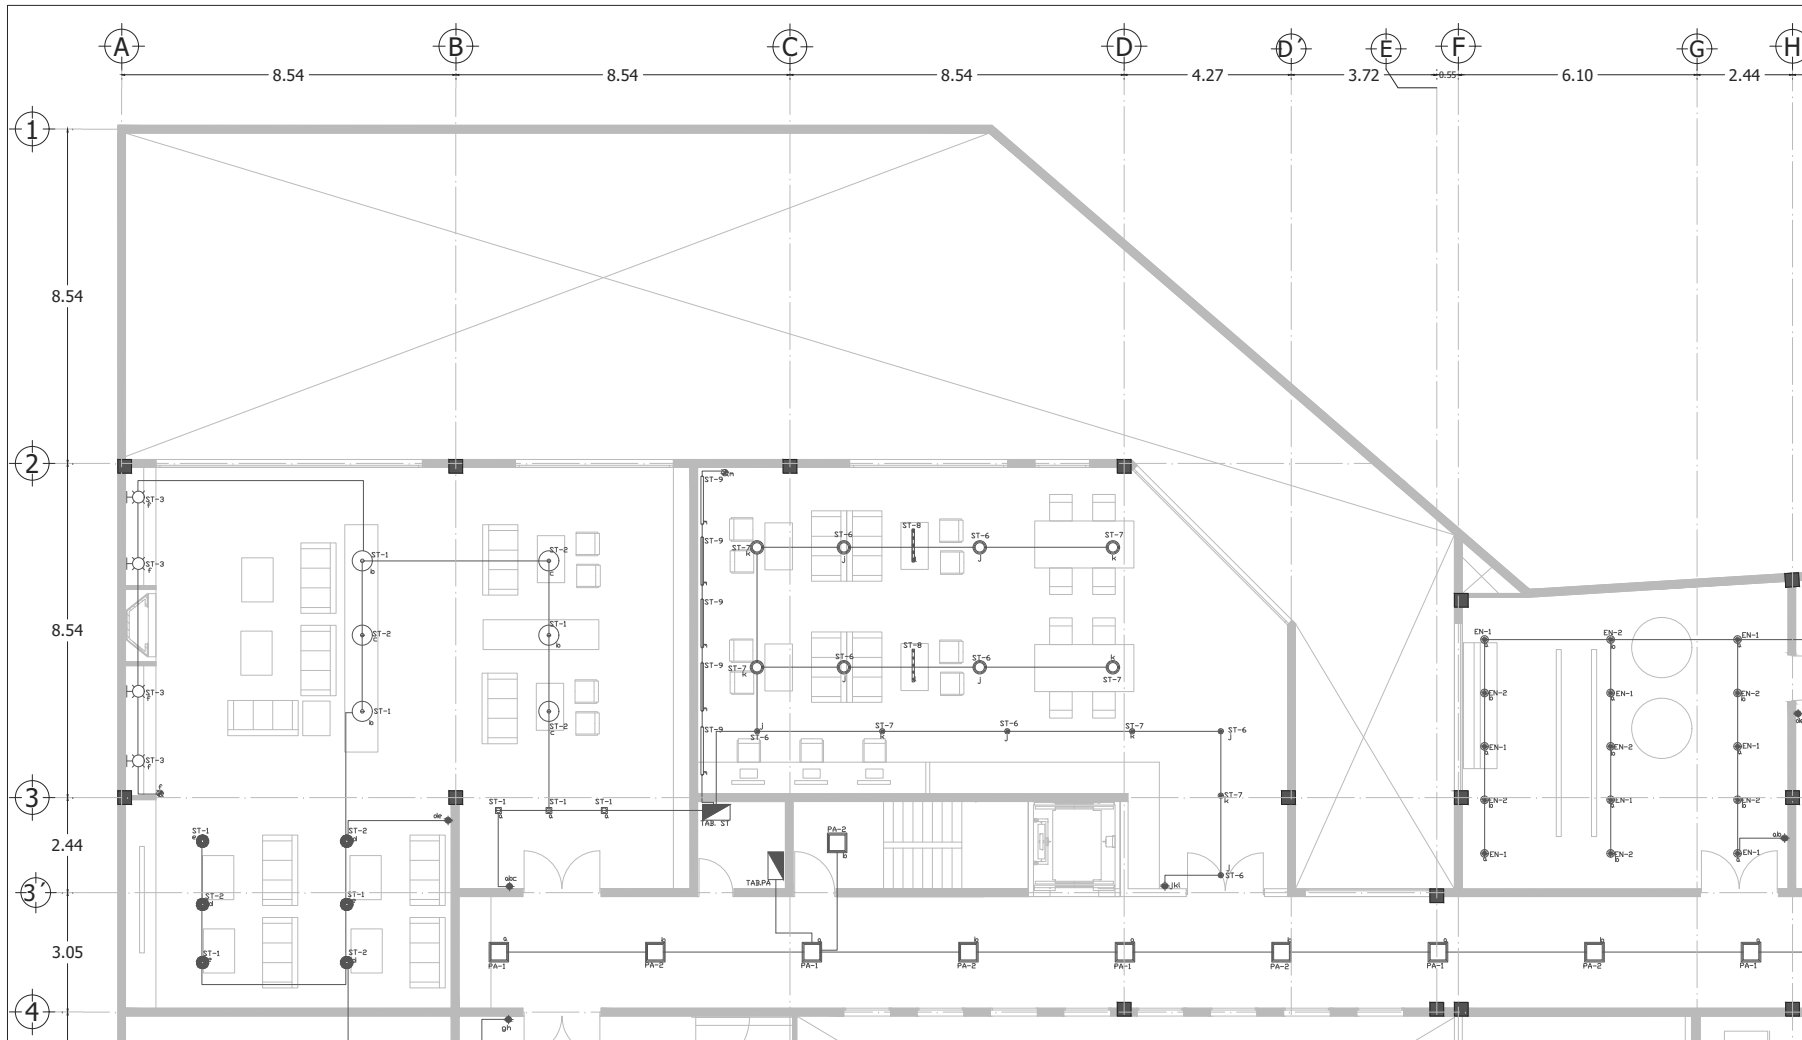 A B C D D´ E F G H
8.54 8.54 8.54 4.27 3.72 0.55 6.10 2.44
1
8.54
2
ST-9 m
ST-3 f
ST-8
ST-7 k ST-6 j ST-6 j ST-7 k
ST-9
ST-1 b ST-2 c
ST-3 f
ST-9
8.54
ST-2 c ST-1 b
EN-1 a EN-2 b EN-1 a
ST-9
ST-8
ST-7 k ST-6 j ST-6 j k ST-7
ST-3 f
EN-2 b EN-1 a EN-2 b
ST-1 b ST-2 c
ST-9
j ST-6 ST-7 k ST-6 j ST-7 k ST-6 j
EN-1 a EN-2 b EN-1 a
ST-3 f
f
3
ST-7 k
EN-2 b EN-1 a EN-2 b
ST-1 ST-1 ST-1
de
TAB. ST
ST-1 e ST-2 d
PA-2 b
ab
2.44
EN-1 a EN-2 b EN-1 a
abc
TAB.PA
j ST-6
jkl
3´
ST-2 d ST-1 e
a b a b a b a b a
3.05
ST-1 e ST-2 d
PA-1 PA-2 PA-1 PA-2 PA-1 PA-2 PA-1 PA-2 PA-1
4
gh